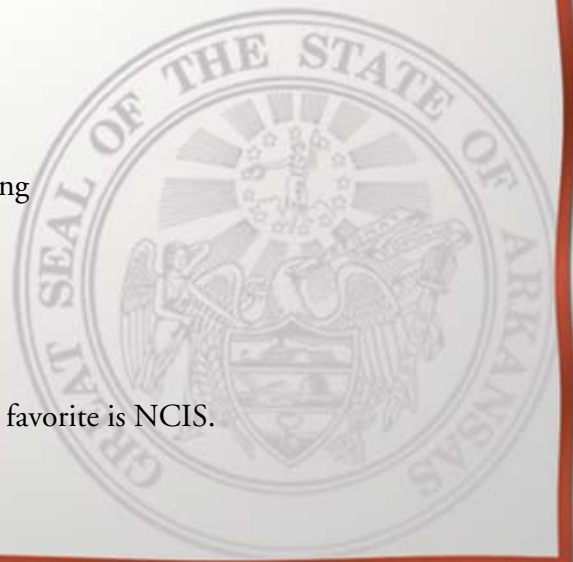 GREAT SEAL OF THE STATE OF ARKANSAS
ng
favorite is NCIS.